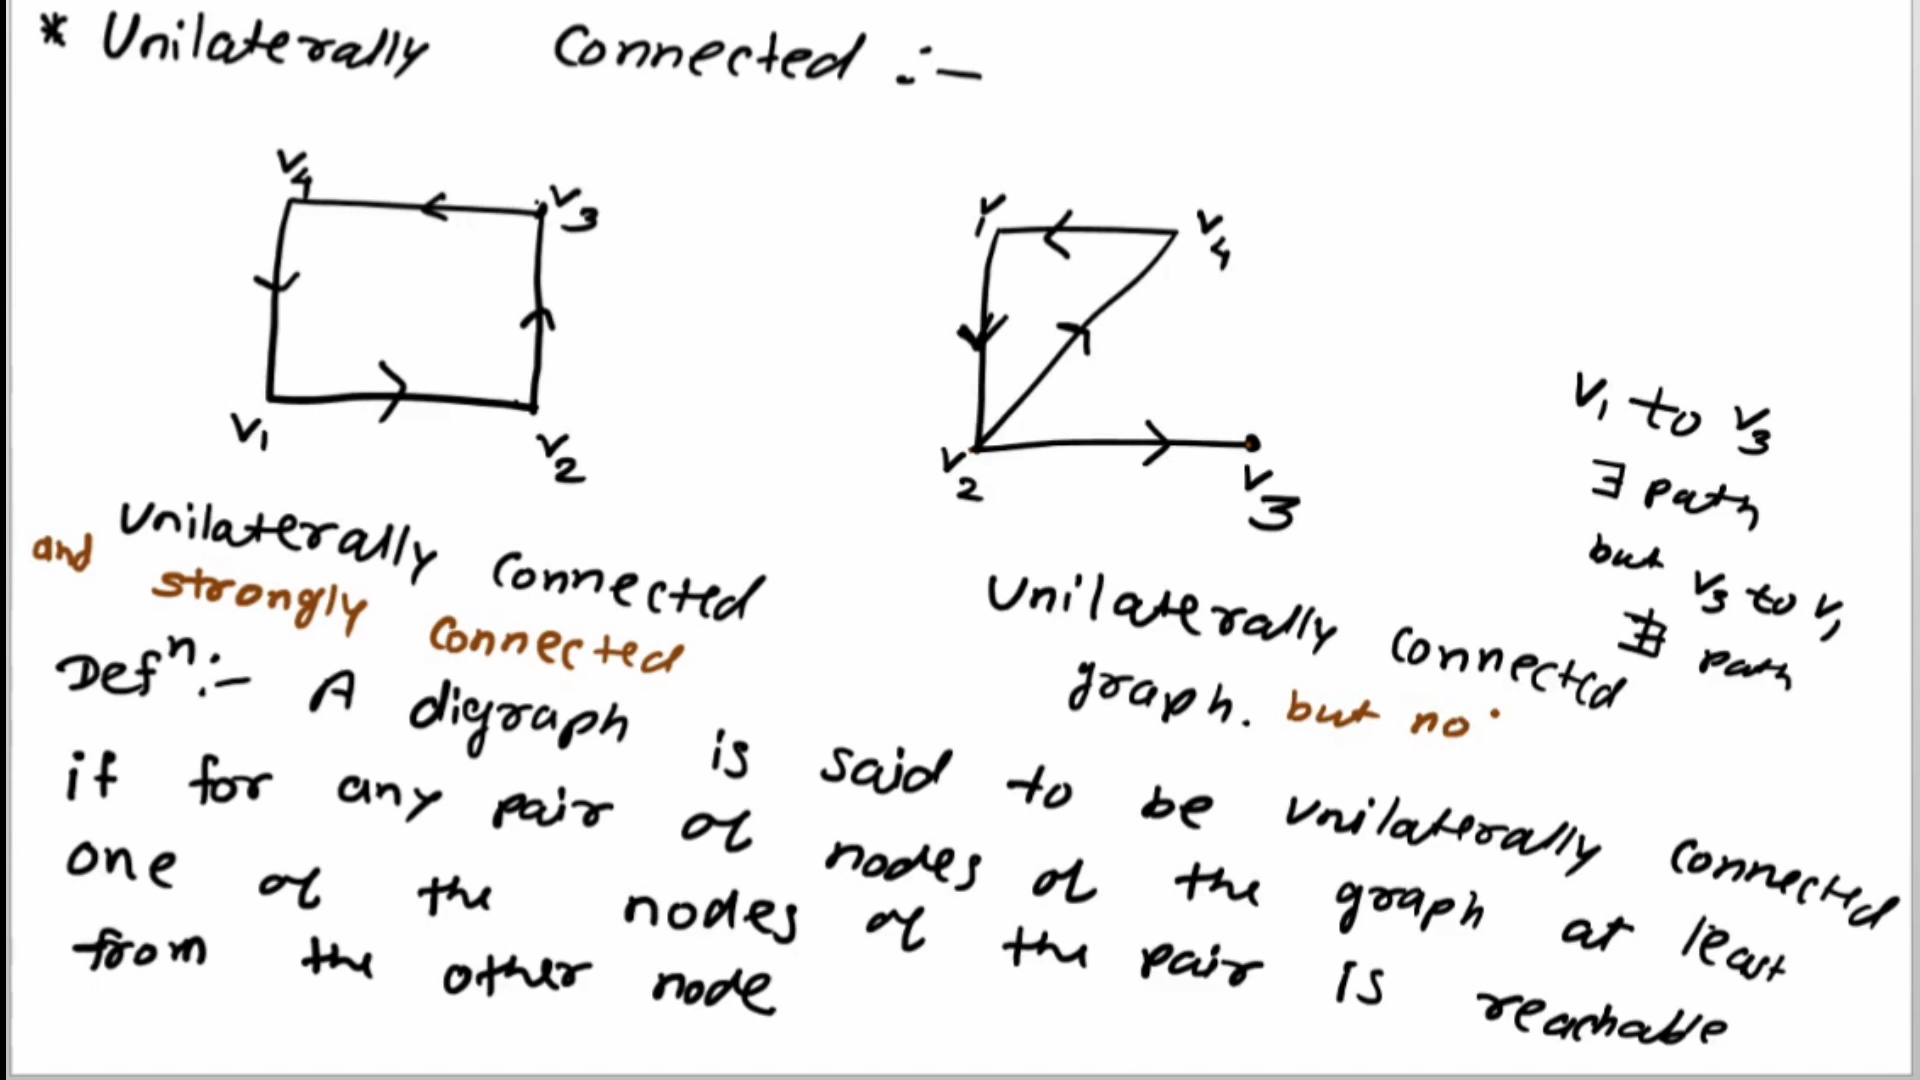 * Unilaterally Connected :-
V4
V3
V1
V2
V1
V4
V2
V3
V1 to V3
∃ path
but V3 to V1
∄ path
Unilaterally Connected
and strongly Connected
Unilaterally Connected
graph. but no
Defn:- A digraph is said to be Unilaterally Connected
if for any pair of nodes of the graph at least
one of the nodes of the pair is reachable
from the other node